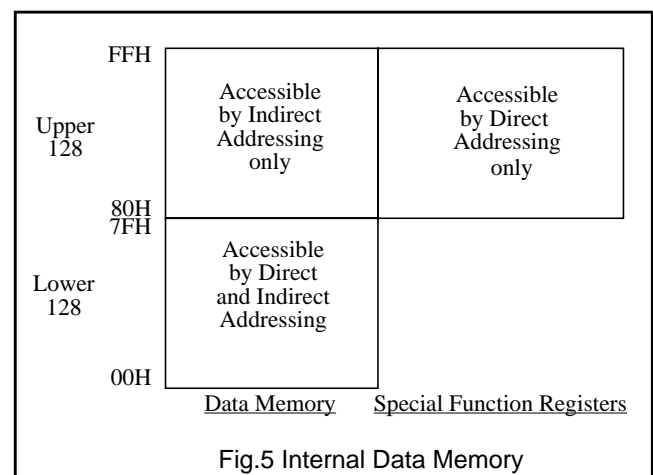 FFH
Accessible
by Indirect
Addressing
only
Accessible
by Direct
Addressing
only
Upper
128
80H
7FH
Accessible
by Direct
and Indirect
Addressing
Lower
128
00H
Data Memory
Special Function Registers
Fig.5 Internal Data Memory